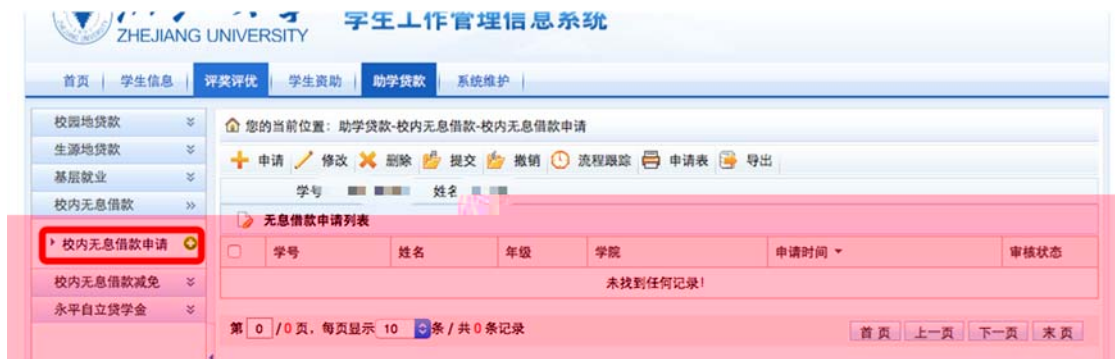 学生工作管理信息系统
ZHEJIANG UNIVERSITY
首页 学生信息 评奖评优 学生资助 助学贷款 系统维护
校园地贷款
生源地贷款
基层就业
校内无息借款
校内无息借款申请
校内无息借款减免
永平自立贷学金
您的当前位置：助学贷款-校内无息借款-校内无息借款申请
申请 修改 删除 提交 撤销 流程跟踪 申请表 导出
学号 姓名
无息借款申请列表
学号 姓名 年级 学院 申请时间 审核状态
未找到任何记录!
第 0 / 0 页, 每页显示 10 条 / 共 0 条记录 首页 上一页 下一页 末页